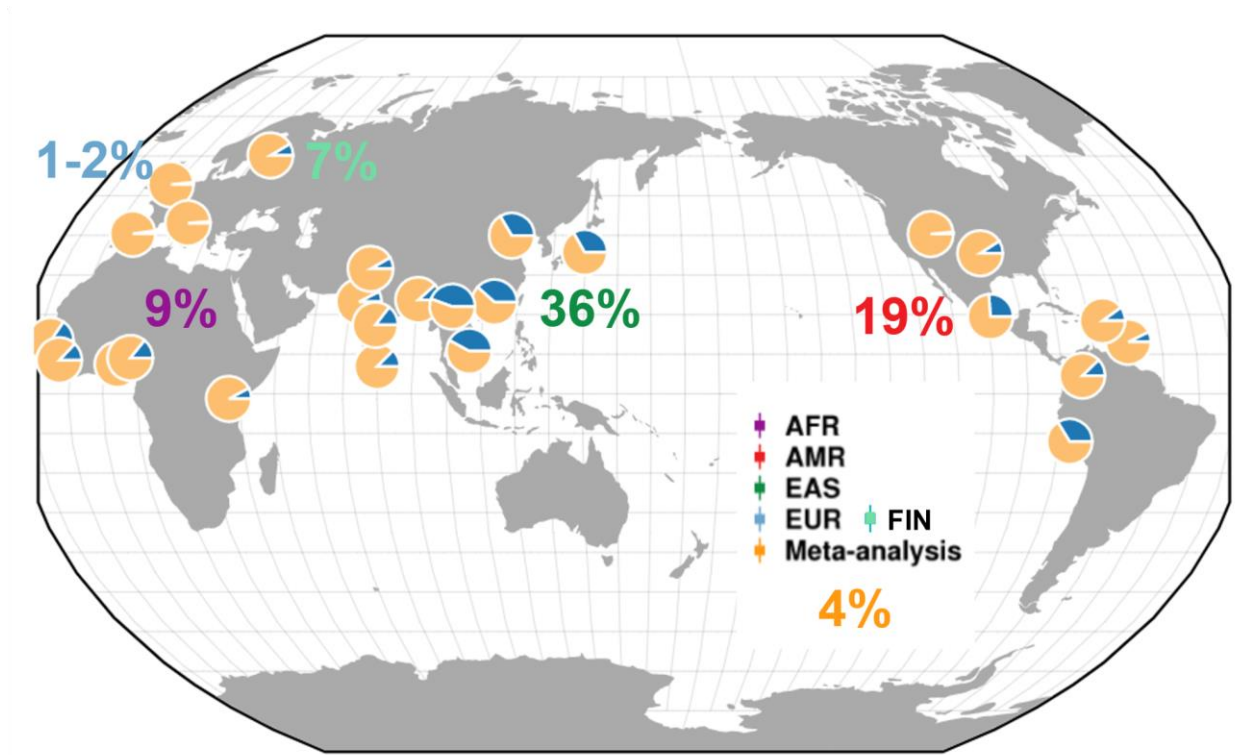 1-2%
7%
9%
36%
19%
AFR
AMR
EAS
EUR FIN
Meta-analysis
4%